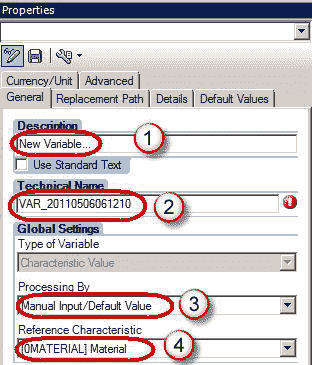 Properties
Currency/Unit Advanced
General Replacement Path Details Default Values
Description
1
New Variable...
Use Standard Text
Technical Name
VAR_20110506061210
2
Global Settings
Type of Variable
Characteristic Value
Processing By
3
Manual Input/Default Value
Reference Characteristic
4
[0MATERIAL] Material